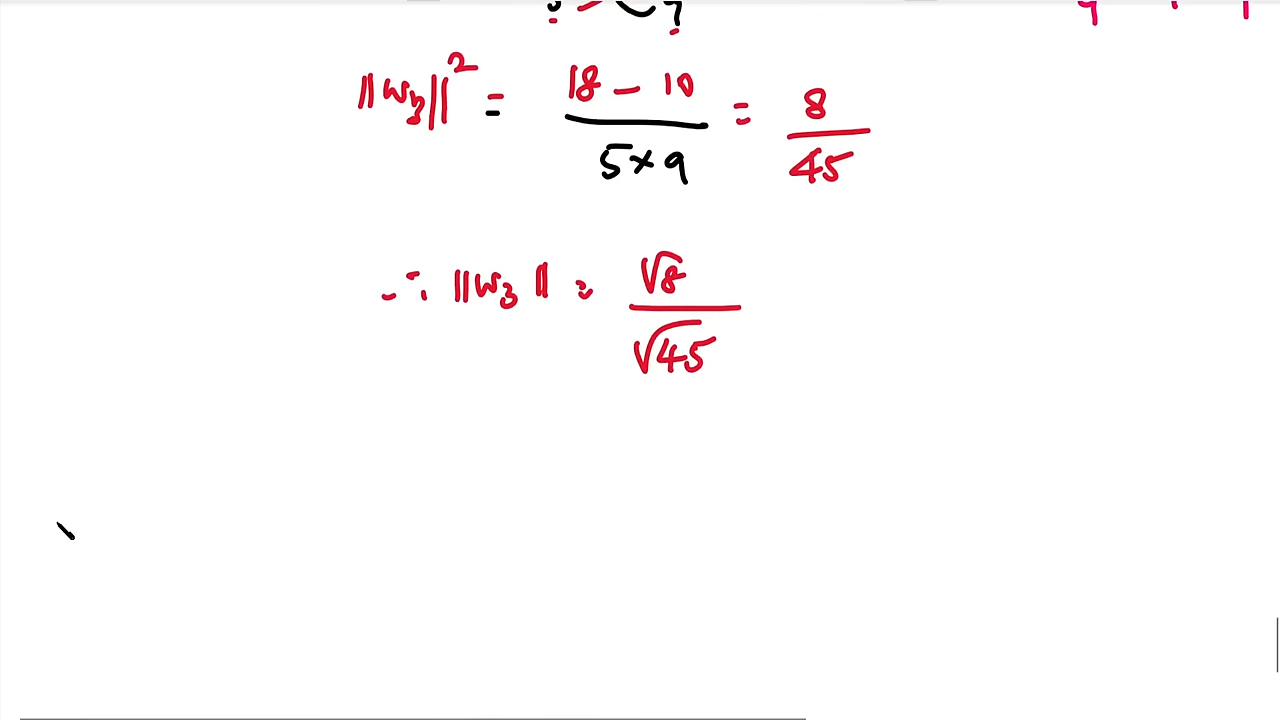 ||w₃||² = 18 - 10 / 5×9 = 8 / 45
∴ ||w₃|| = √8 / √45